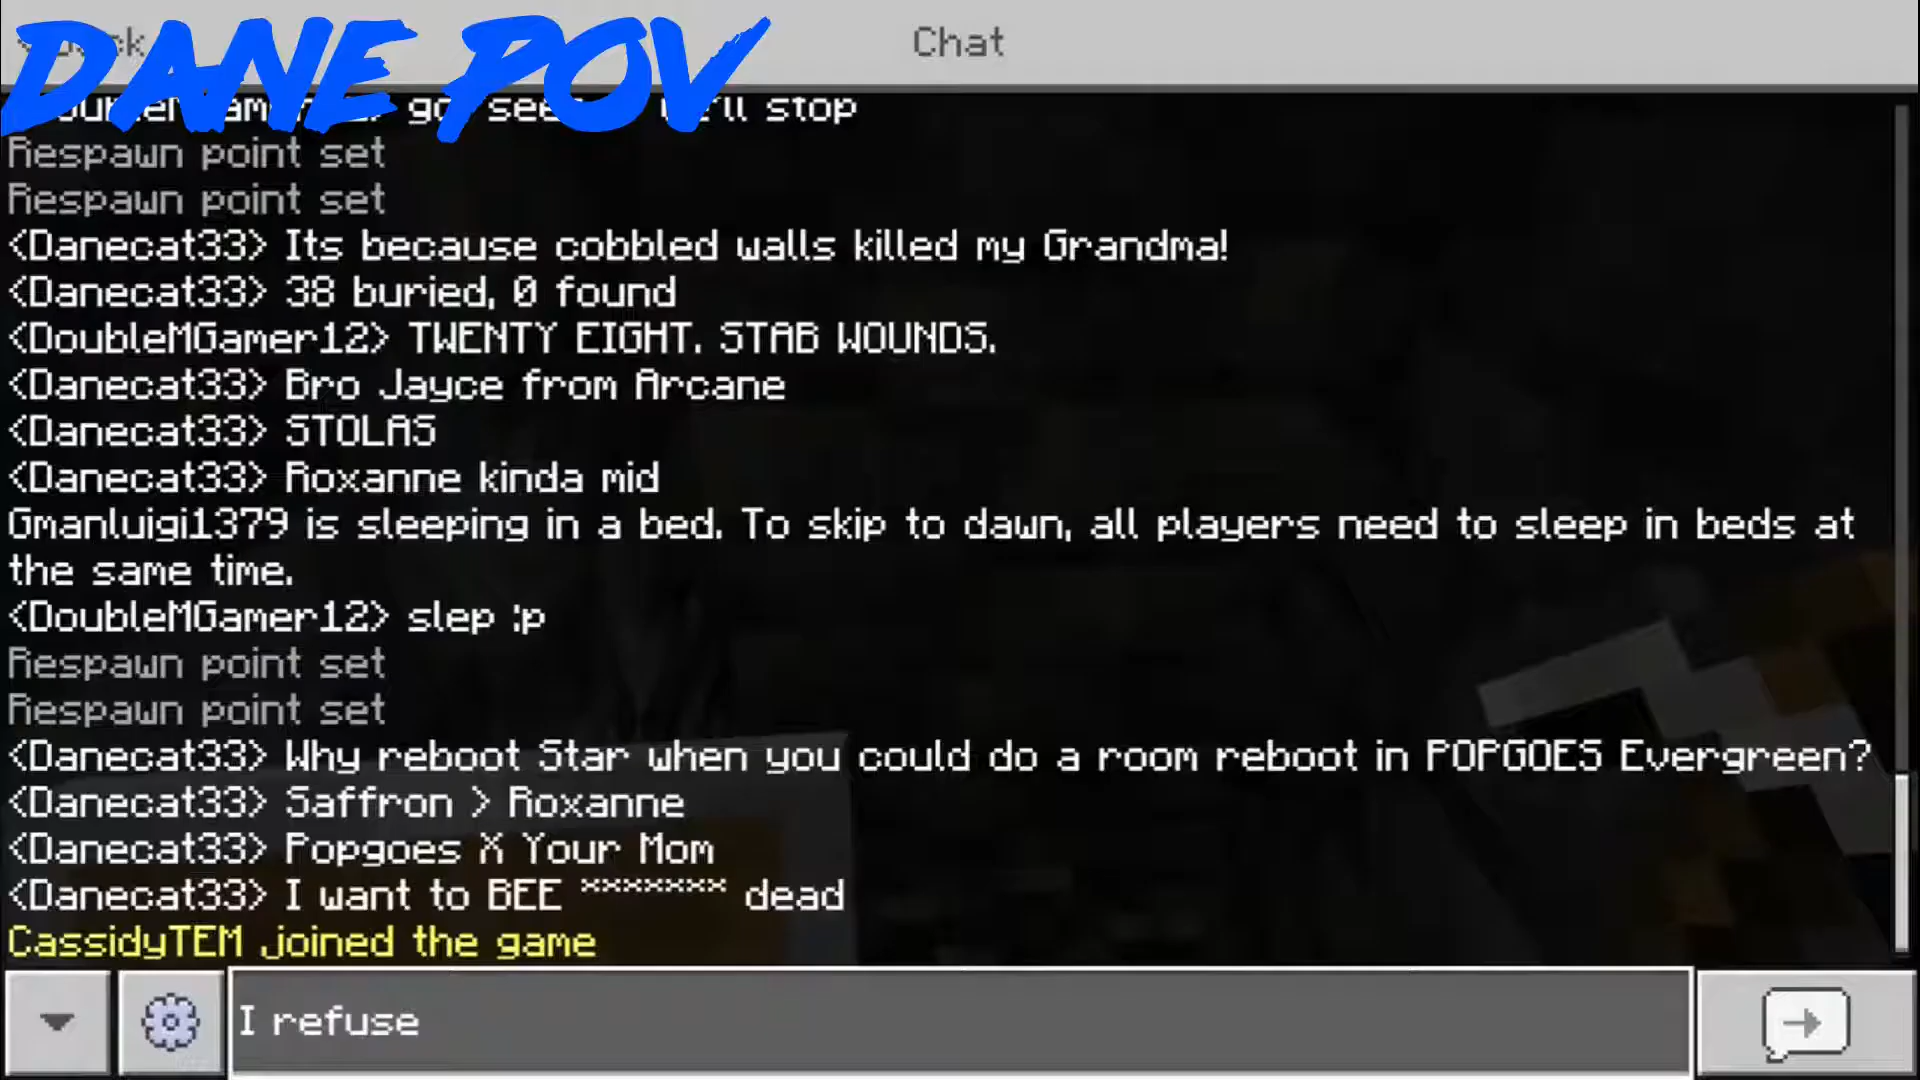 DANE POV
Chat
stop
Respawn point set
Respawn point set
<Danecat33> Its because cobbled walls killed my Grandma!
<Danecat33> 38 buried, 0 found
<DoubleMGamer12> TWENTY EIGHT. STAB WOUNDS.
<Danecat33> Bro Jayce from Arcane
<Danecat33> STOLAS
<Danecat33> Roxanne kinda mid
Gmanluigi1379 is sleeping in a bed. To skip to dawn, all players need to sleep in beds at
the same time.
<DoubleMGamer12> slep :p
Respawn point set
Respawn point set
<Danecat33> Why reboot Star when you could do a room reboot in POPGOES Evergreen?
<Danecat33> Saffron > Roxanne
<Danecat33> Popgoes X Your Mom
<Danecat33> I want to BEE ******* dead
CassidyTEM joined the game
I refuse